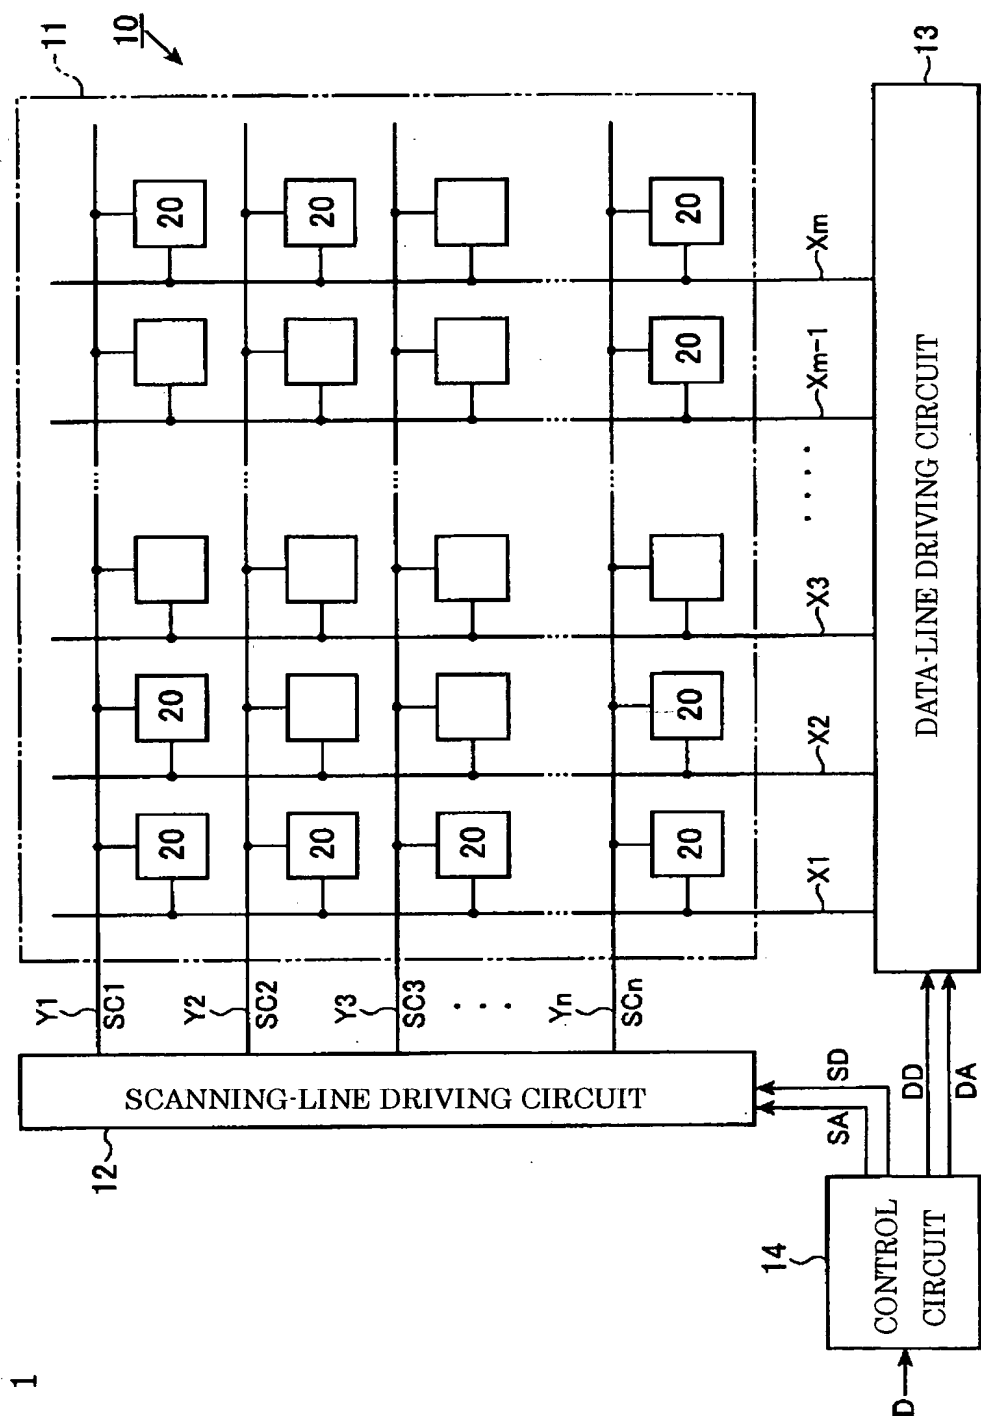 1
10
11
Y1
SC1
20
20
20
Y2
SC2
20
20
Y3
SC3
20
. . . .
Yn
SCn
20
20
20
20
X1
X2
X3
. . . . .
Xm-1
Xm
SCANNING-LINE DRIVING CIRCUIT
12
SA
SD
DATA-LINE DRIVING CIRCUIT
13
DD
DA
14
CONTROL
CIRCUIT
D